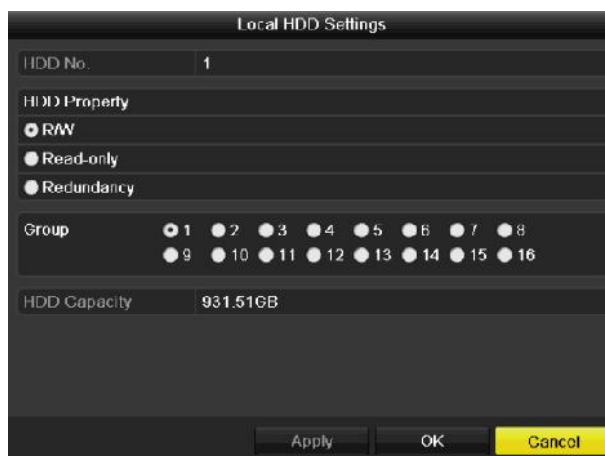 Local HDD Settings
HDD No. 1
HDD Property
R/W
Read-only
Redundancy
Group 1 2 3 4 5 6 7 8
9 10 11 12 13 14 15 16
HDD Capacity 931.51GB
Apply OK Cancel